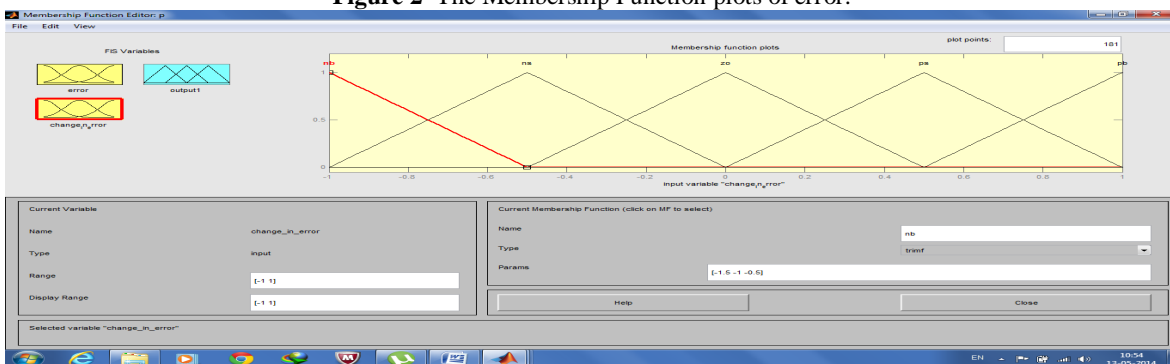 Figure 2 The Membership Function plots of error.
Membership Function Editor: p
File Edit View
FIS Variables
error
output1
change_in_error
Membership function plots
plot points:
181
nb ns zo ps pb
1
0.5
0
-1 -0.8 -0.6 -0.4 -0.2 0 0.2 0.4 0.6 0.8 1
input variable "change_in_error"
Current Variable
Name change_in_error
Type input
Range [-1 1]
Display Range [-1 1]
Current Membership Function (click on MF to select)
Name nb
Type trimf
Params [-1.5 -1 -0.5]
Help
Close
Selected variable "change_in_error"
EN
10:54
13-05-2014